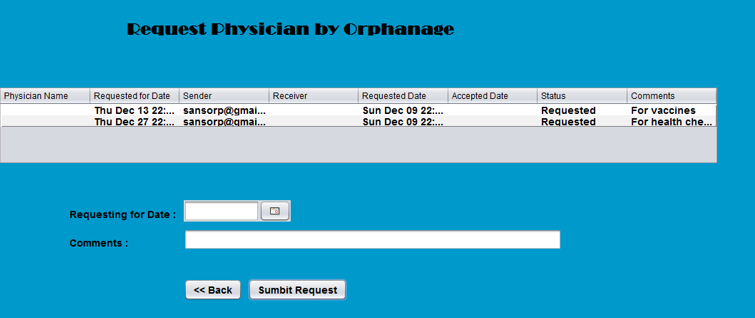 Request Physician by Orphanage
Physician Name Requested for Date Sender Receiver Requested Date Accepted Date Status Comments
Thu Dec 13 22:... sansorp@gmai... Sun Dec 09 22:... Requested For vaccines
Thu Dec 27 22:... sansorp@gmai... Sun Dec 09 22:... Requested For health che...
Requesting for Date :
Comments :
<< Back Sumbit Request